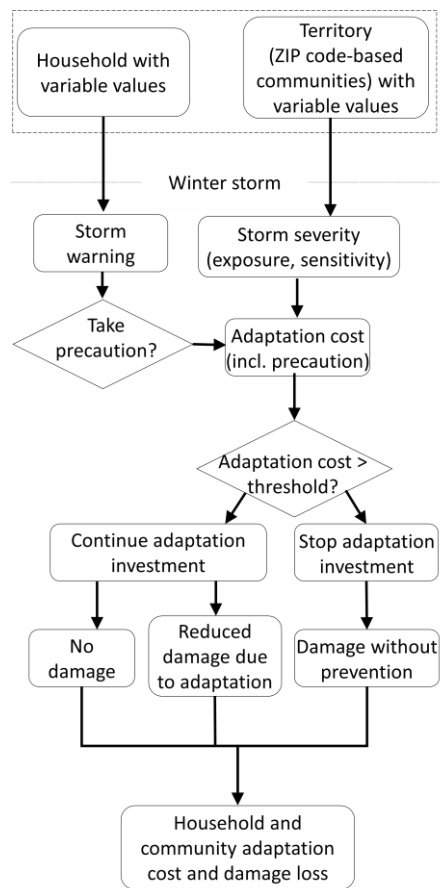 Household with
variable values
Territory
(ZIP code-based
communities) with
variable values
Winter storm
Storm
warning
Storm severity
(exposure, sensitivity)
Take
precaution?
Adaptation cost
(incl. precaution)
Adaptation cost >
threshold?
Continue adaptation
investment
Stop adaptation
investment
No
damage
Reduced
damage due
to adaptation
Damage without
prevention
Household and
community adaptation
cost and damage loss